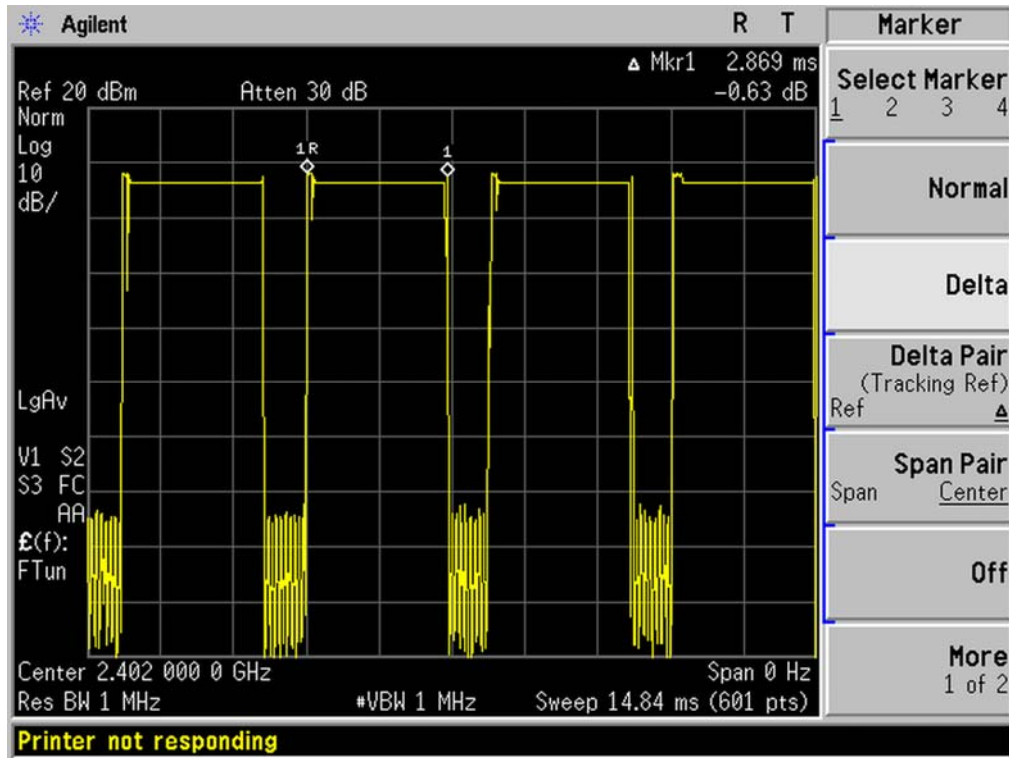 Agilent R T
Δ Mkr1 2.869 ms
Ref 20 dBm Atten 30 dB −0.63 dB
Norm
Log
10
dB/
1R
1
LgAv
V1 S2
S3 FC
AA
£(f):
FTun
Center 2.402 000 0 GHz Span 0 Hz
Res BW 1 MHz #VBW 1 MHz Sweep 14.84 ms (601 pts)
Printer not responding
Marker
Select Marker
1 2 3 4
Normal
Delta
Delta Pair
(Tracking Ref)
Ref Δ
Span Pair
Span Center
Off
More
1 of 2